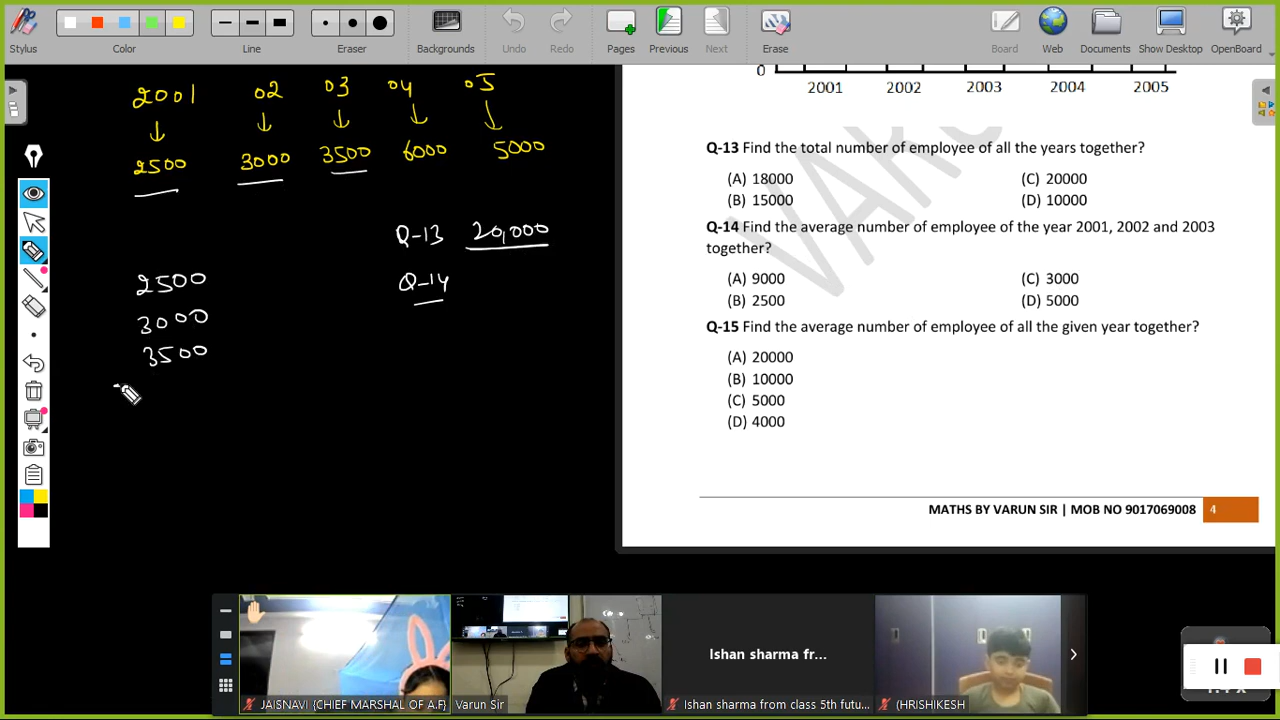 Stylus
Color
Line
Eraser
Backgrounds
Undo
Redo
Pages
Previous
Next
Erase
Board
Web
Documents
Show Desktop
OpenBoard
2001 02 03 04 05
2500 3000 3500 6000 5000
Q-13 20,000
Q-14
2500
3000
3500
0
2001 2002 2003 2004 2005
Q-13 Find the total number of employee of all the years together?
(A) 18000 (C) 20000
(B) 15000 (D) 10000
Q-14 Find the average number of employee of the year 2001, 2002 and 2003
together?
(A) 9000 (C) 3000
(B) 2500 (D) 5000
Q-15 Find the average number of employee of all the given year together?
(A) 20000
(B) 10000
(C) 5000
(D) 4000
MATHS BY VARUN SIR | MOB NO 9017069008 4
Ishan sharma fr...
JAISNAVI {CHIEF MARSHAL OF A.F}
Varun Sir
Ishan sharma from class 5th futu...
(HRISHIKESH